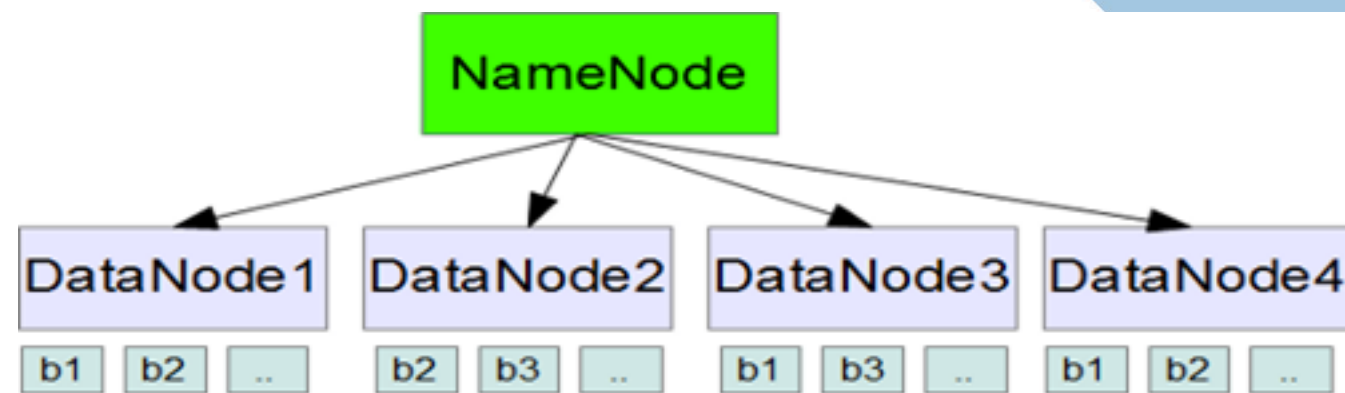 NameNode
DataNode1 DataNode2 DataNode3 DataNode4
b1 b2 .. b2 b3 .. b1 b3 .. b1 b2 ..